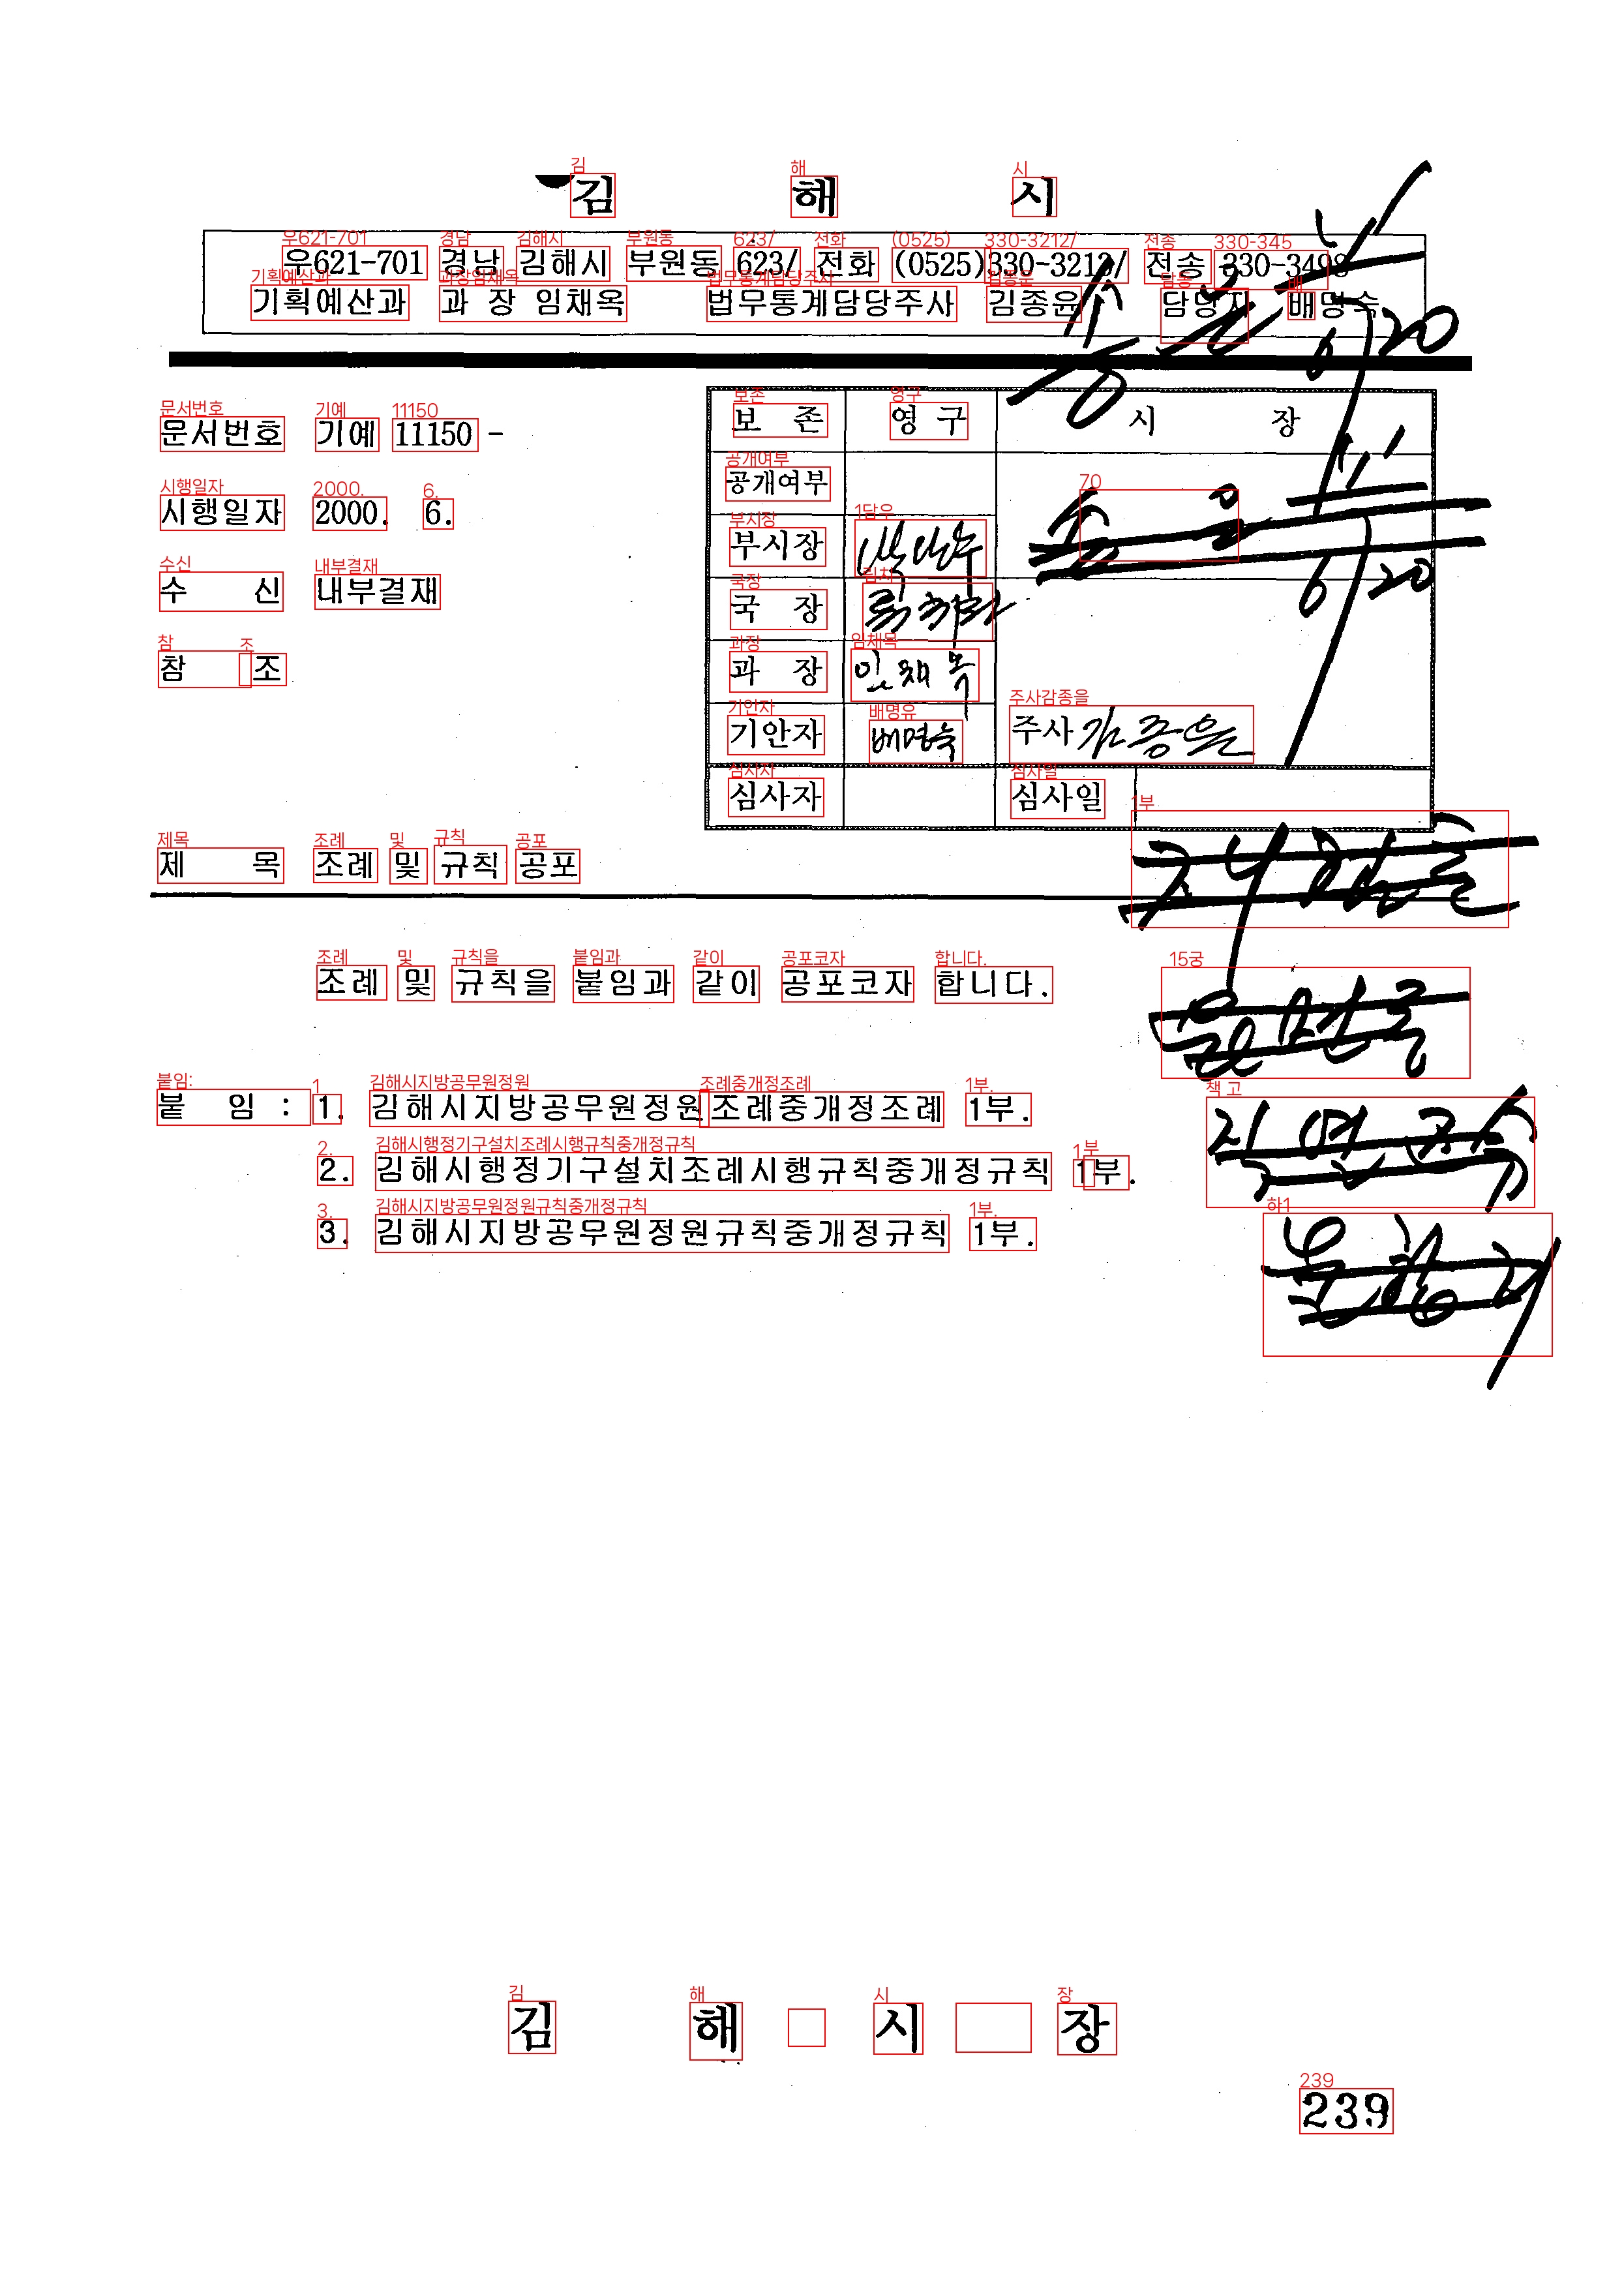 김 해 시
우621-701 경남 김해시 부원동 623/ 전화 (0525)330-3212/ 전송 330-3498
기획예산과 과 장 임채옥 법무통계담당주사 김종윤 담당자 배명숙
문서번호 기예 11150 -
시행일자 2000. 6.
수 신 내부결재
참 조
보 존 영 구 시 장
공개여부
부시장
국 장
과 장 임채옥
기안자 배명숙 주사 김종윤
심사자 심사일
6/20
6/20
제 목 조례 및 규칙 공포
조례 및 규칙을 붙임과 같이 공포코자 합니다.
붙 임 : 1. 김해시지방공무원정원조례중개정조례 1부.
2. 김해시행정기구설치조례시행규칙중개정규칙 1부.
3. 김해시지방공무원정원규칙중개정규칙 1부.
김 해 시 장
239